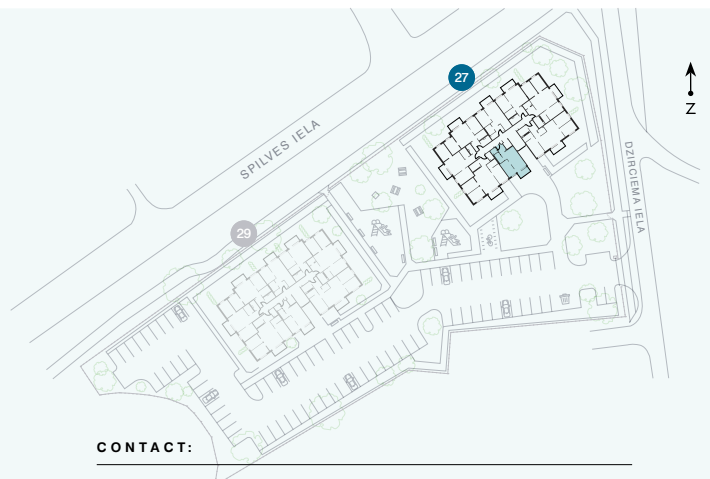 27
Z
SPILVES IELA
DZIRCIEMA IELA
29
CONTACT: